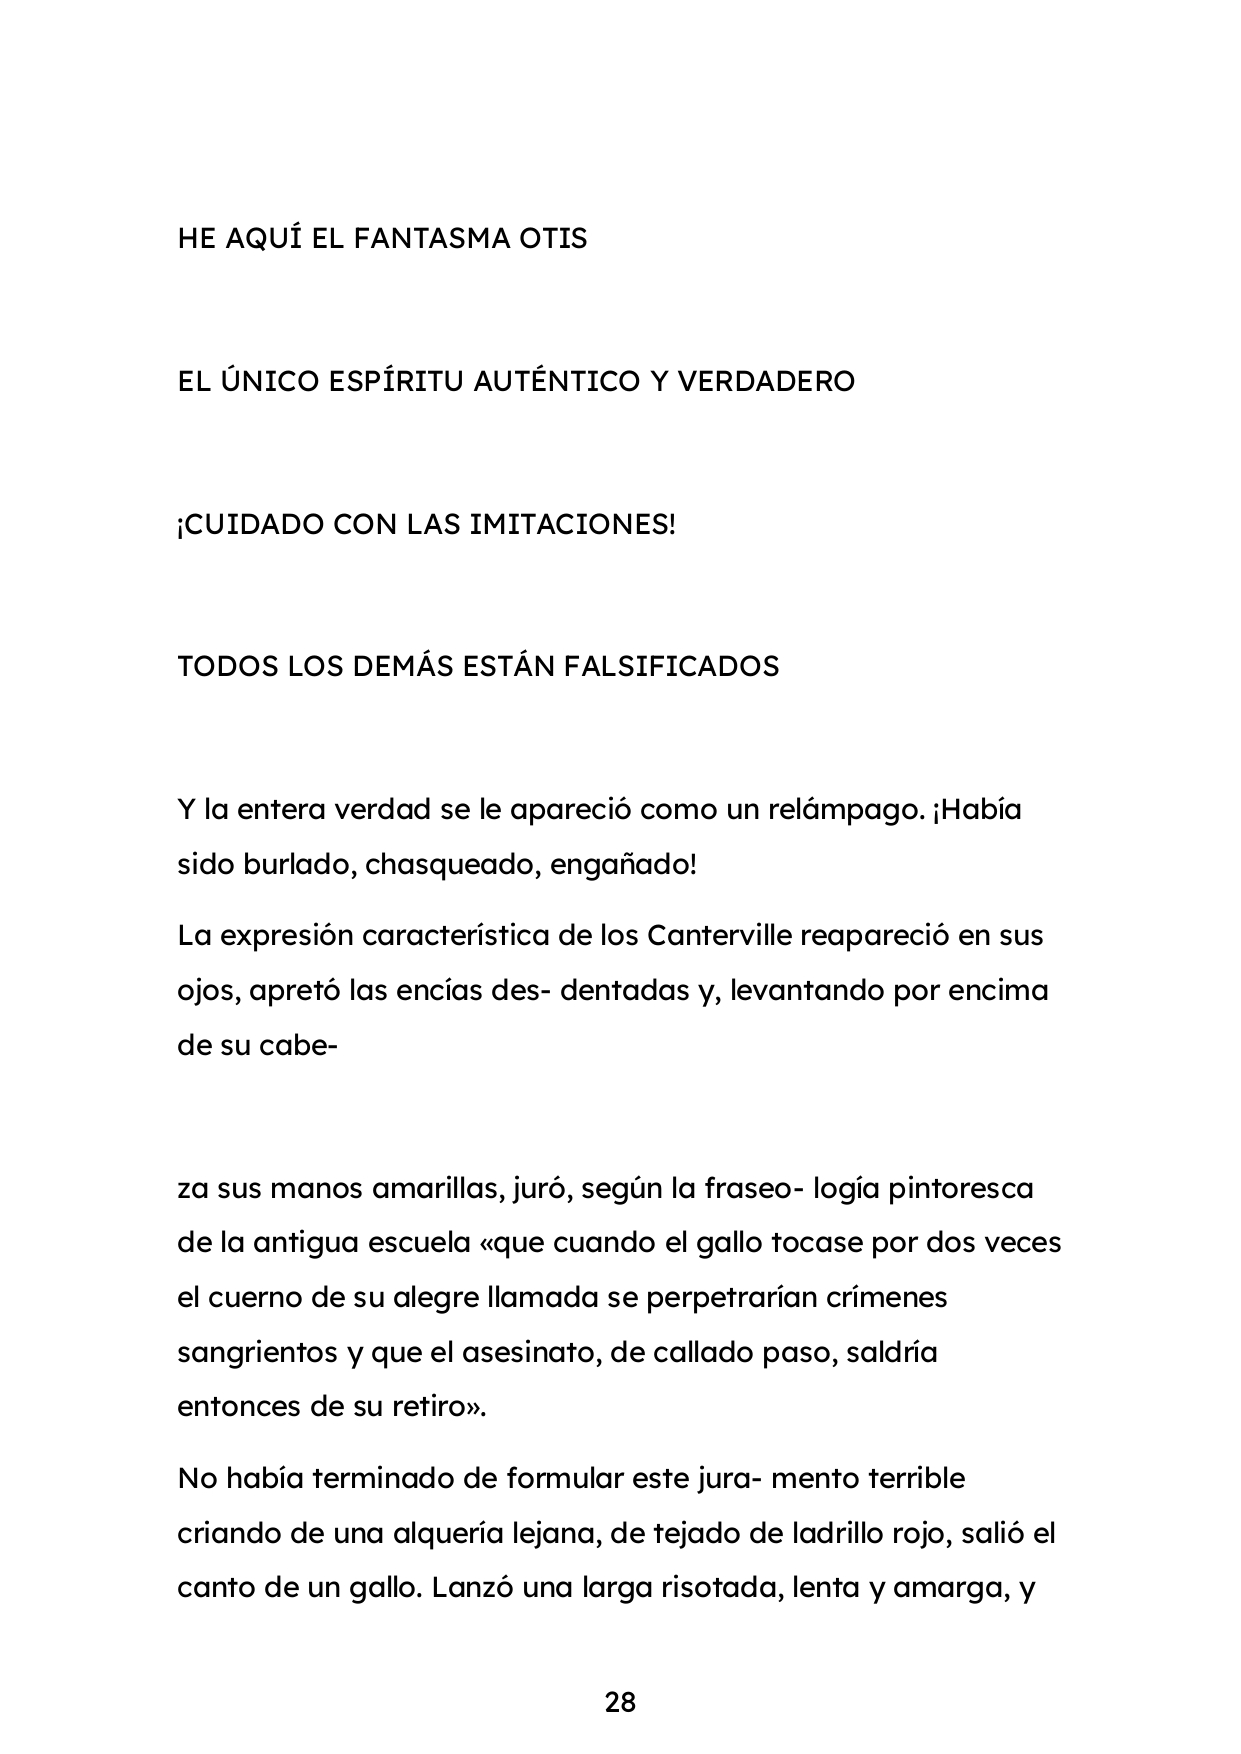 HE AQUÍ EL FANTASMA OTIS
EL ÚNICO ESPÍRITU AUTÉNTICO Y VERDADERO
¡CUIDADO CON LAS IMITACIONES!
TODOS LOS DEMÁS ESTÁN FALSIFICADOS
Y la entera verdad se le apareció como un relámpago. ¡Había
sido burlado, chasqueado, engañado!
La expresión característica de los Canterville reapareció en sus
ojos, apretó las encías des- dentadas y, levantando por encima
de su cabe-
za sus manos amarillas, juró, según la fraseo- logía pintoresca
de la antigua escuela «que cuando el gallo tocase por dos veces
el cuerno de su alegre llamada se perpetrarían crímenes
sangrientos y que el asesinato, de callado paso, saldría
entonces de su retiro».
No había terminado de formular este jura- mento terrible
criando de una alquería lejana, de tejado de ladrillo rojo, salió el
canto de un gallo. Lanzó una larga risotada, lenta y amarga, y
28